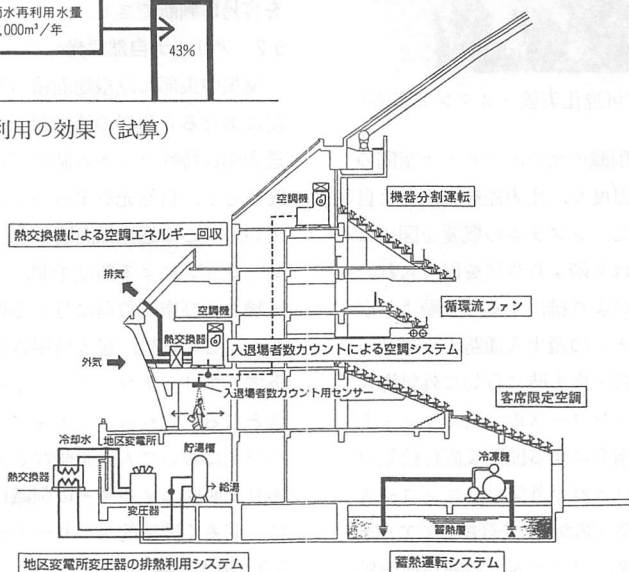 雨水再利用水量
,000m³/年
43%
利用の効果（試算）
空調機
機器分割運転
熱交換機による空調エネルギー回収
排気
空調機
循環流ファン
熱交換器
入退場者数カウントによる空調システム
外気
入退場者数カウント用センサー
客席限定空調
冷却水
地区変電所
貯湯槽
冷凍機
熱交換器
給湯
変圧器
蓄熱層
地区変電所変圧器の排熱利用システム
蓄熱運転システム